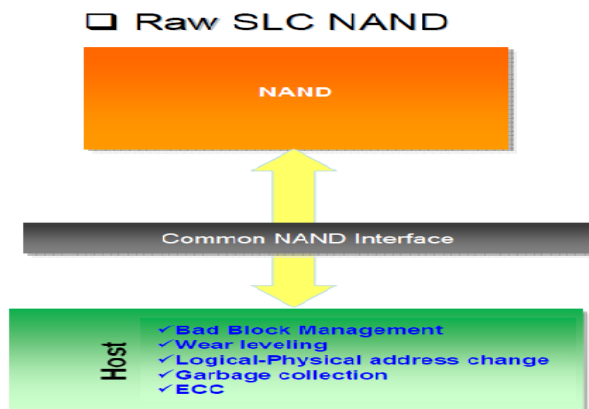 ❑ Raw SLC NAND
NAND
Common NAND Interface
Host
✓Bad Block Management
✓Wear leveling
✓Logical-Physical address change
✓Garbage collection
✓ECC